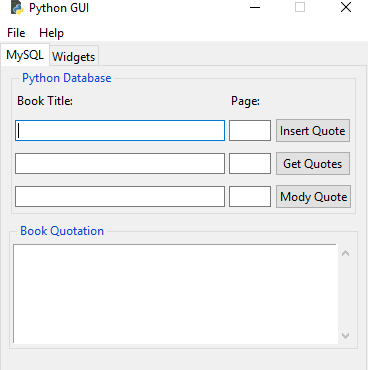 Python GUI
File Help
MySQL Widgets
Python Database
Book Title: Page:
Insert Quote
Get Quotes
Mody Quote
Book Quotation